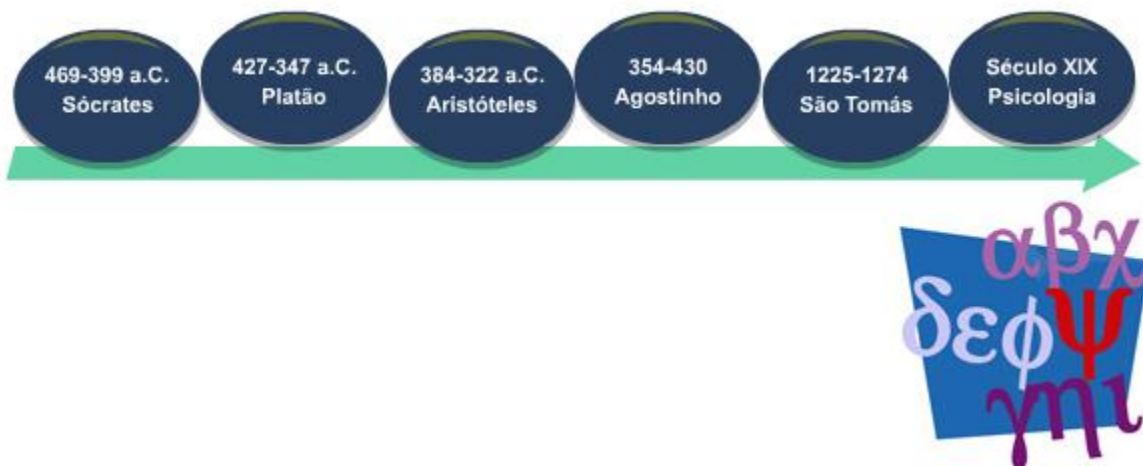 469-399 a.C.
Sócrates
427-347 a.C.
Platão
384-322 a.C.
Aristóteles
354-430
Agostinho
1225-1274
São Tomás
Século XIX
Psicologia
αβχ
δεφψ
γηι